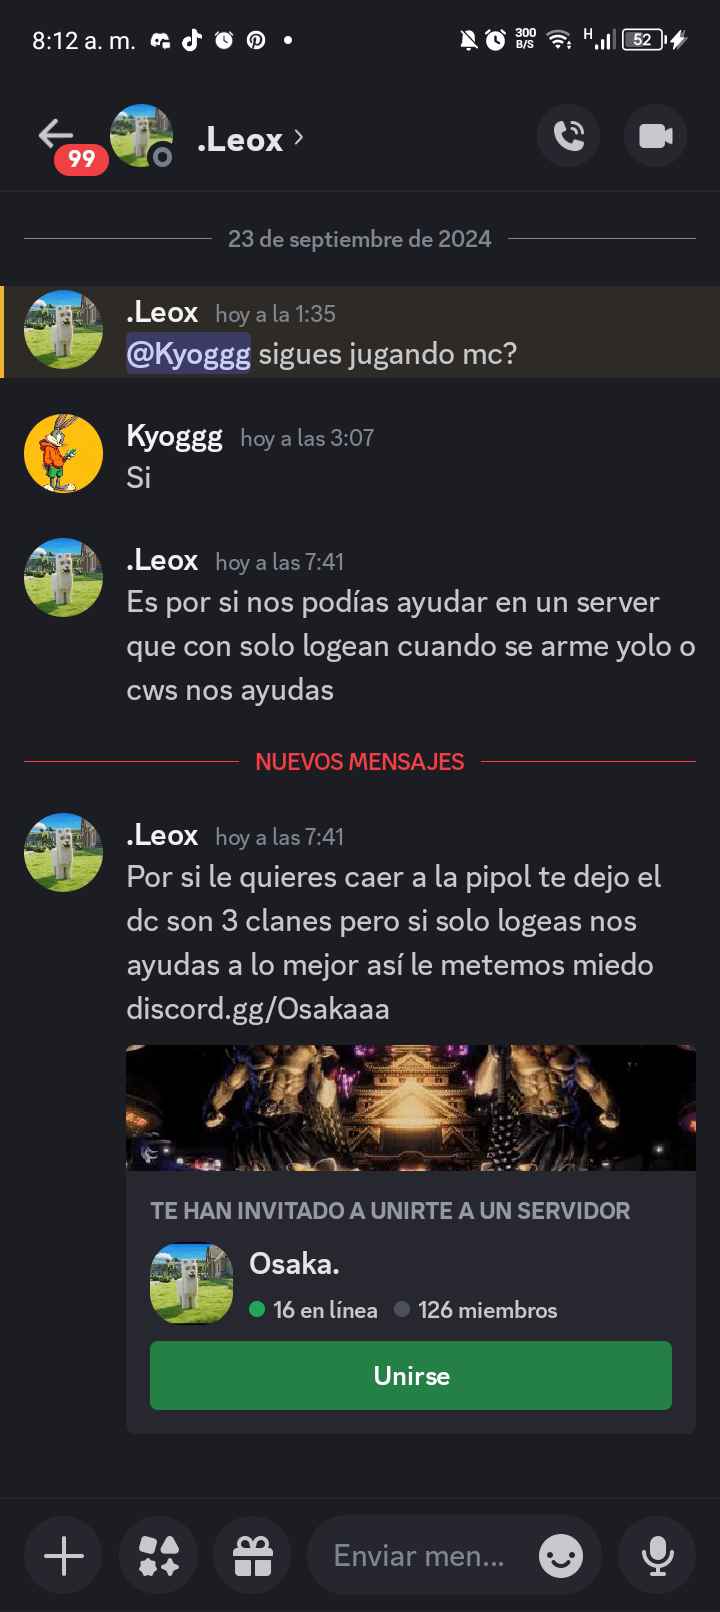 8:12 a. m.
300
B/S
H
52
99
.Leox
23 de septiembre de 2024
.Leox hoy a la 1:35
@Kyoggg sigues jugando mc?
Kyoggg hoy a las 3:07
Si
.Leox hoy a las 7:41
Es por si nos podías ayudar en un server
que con solo logean cuando se arme yolo o
cws nos ayudas
NUEVOS MENSAJES
.Leox hoy a las 7:41
Por si le quieres caer a la pipol te dejo el
dc son 3 clanes pero si solo logeas nos
ayudas a lo mejor así le metemos miedo
discord.gg/Osakaaa
TE HAN INVITADO A UNIRTE A UN SERVIDOR
Osaka.
16 en línea 126 miembros
Unirse
Enviar men...